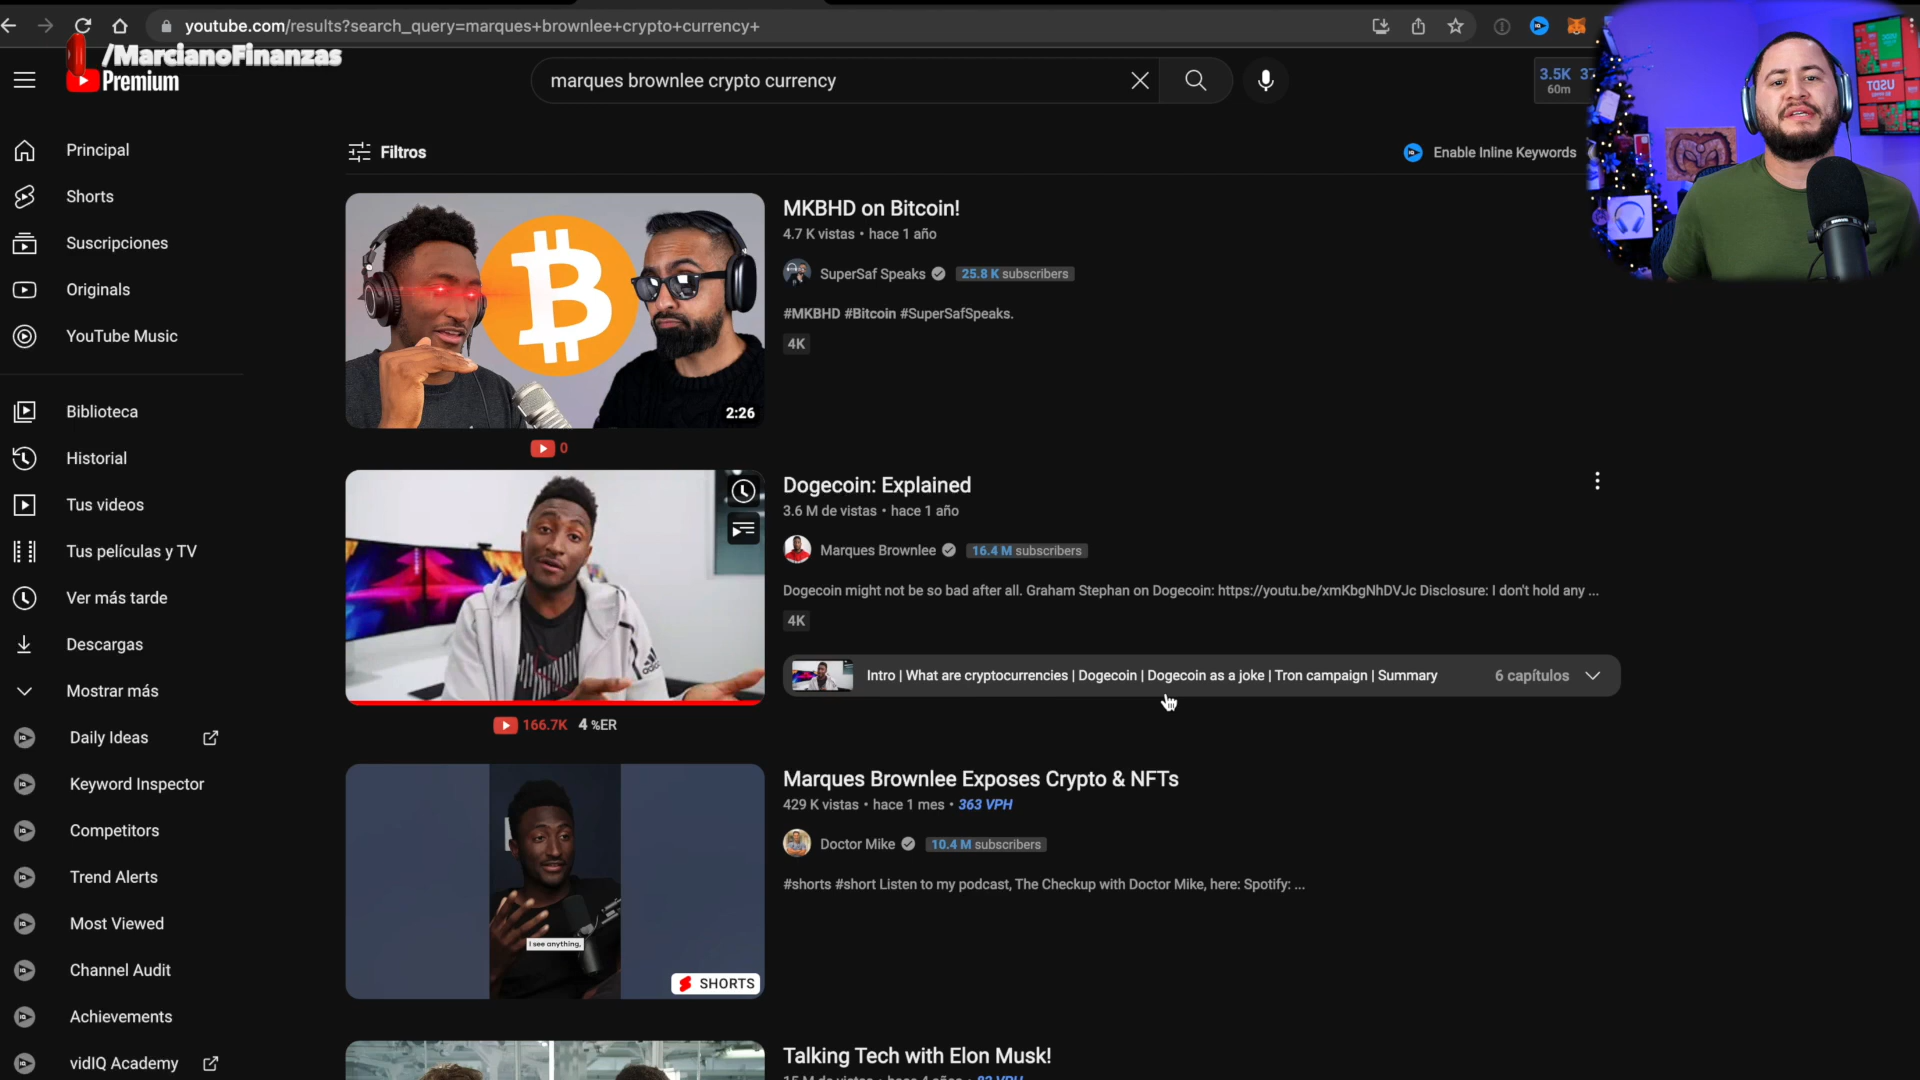 youtube.com/results?search_query=marques+brownlee+crypto+currency+
/MarcianoFinanzas
Premium
marques brownlee crypto currency
3.5K
60m
USDT
Principal
Shorts
Suscripciones
Originals
YouTube Music
Biblioteca
Historial
Tus videos
Tus películas y TV
Ver más tarde
Descargas
Mostrar más
Daily Ideas
Keyword Inspector
Competitors
Trend Alerts
Most Viewed
Channel Audit
Achievements
vidIQ Academy
Filtros
Enable Inline Keywords
2:26
0
MKBHD on Bitcoin!
4.7 K vistas • hace 1 año
SuperSaf Speaks 25.8 K subscribers
#MKBHD #Bitcoin #SuperSafSpeaks.
4K
166.7K 4 %ER
Dogecoin: Explained
3.6 M de vistas • hace 1 año
Marques Brownlee 16.4 M subscribers
Dogecoin might not be so bad after all. Graham Stephan on Dogecoin: https://youtu.be/xmKbgNhDVJc Disclosure: I don't hold any ...
4K
Intro | What are cryptocurrencies | Dogecoin | Dogecoin as a joke | Tron campaign | Summary 6 capítulos
I see anything,
SHORTS
Marques Brownlee Exposes Crypto & NFTs
429 K vistas • hace 1 mes • 363 VPH
Doctor Mike 10.4 M subscribers
#shorts #short Listen to my podcast, The Checkup with Doctor Mike, here: Spotify: ...
Talking Tech with Elon Musk!